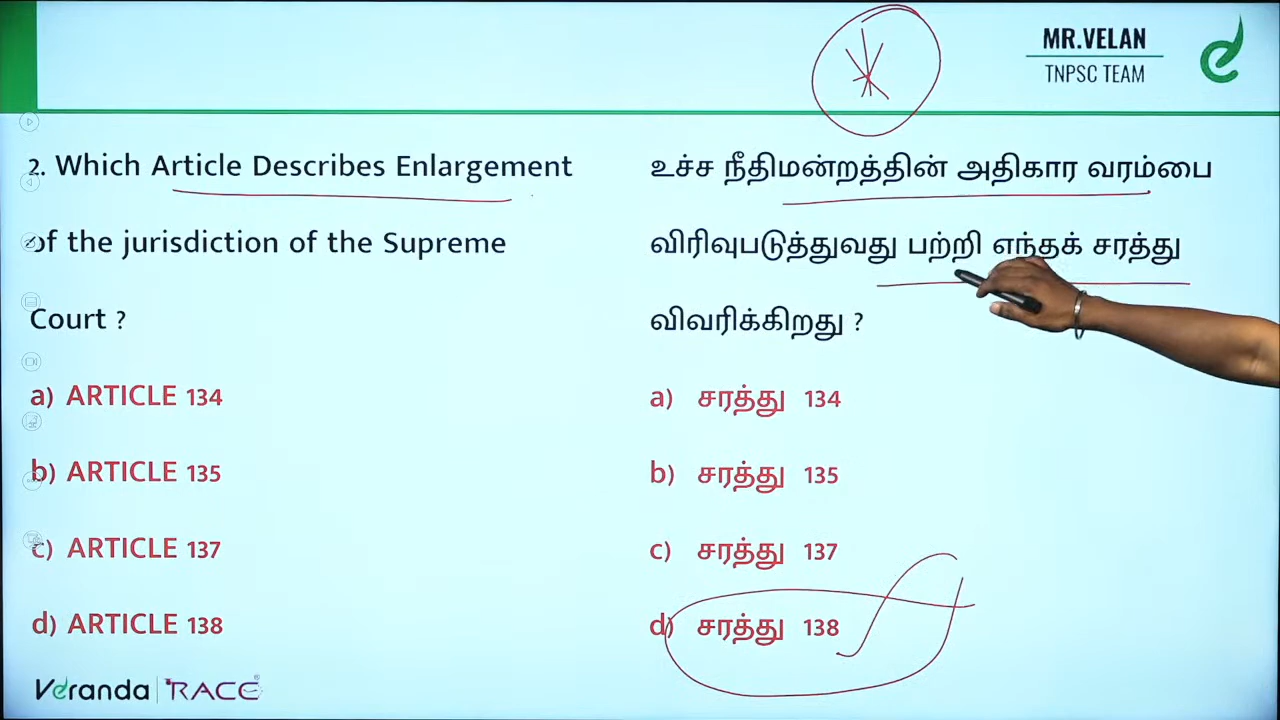 MR.VELAN
TNPSC TEAM
2. Which Article Describes Enlargement
of the jurisdiction of the Supreme
Court ?
a) ARTICLE 134
b) ARTICLE 135
c) ARTICLE 137
d) ARTICLE 138
உச்ச நீதிமன்றத்தின் அதிகார வரம்பை
விரிவுபடுத்துவது பற்றி எந்தக் சரத்து
விவரிக்கிறது ?
a) சரத்து 134
b) சரத்து 135
c) சரத்து 137
d) சரத்து 138
Veranda RACE